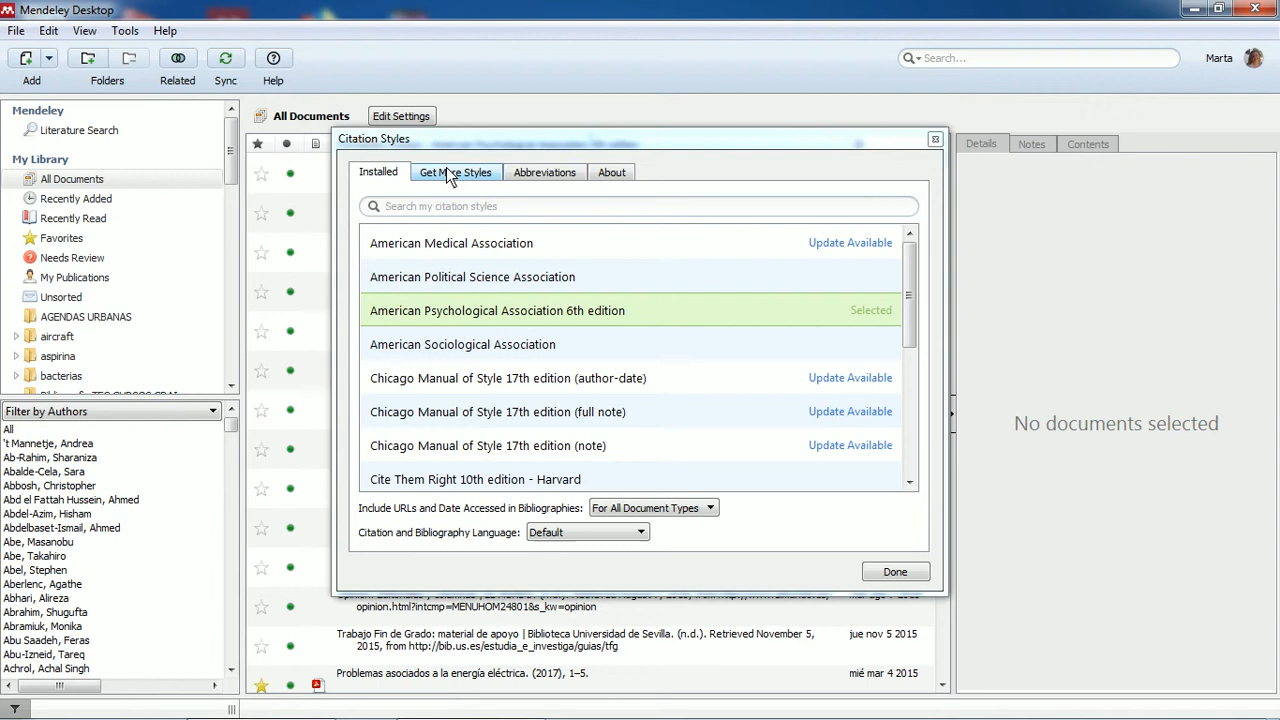 Mendeley Desktop
File Edit View Tools Help
Search...
Marta
Add Folders Related Sync Help
Mendeley
Literature Search
My Library
All Documents
Recently Added
Recently Read
Favorites
Needs Review
My Publications
Unsorted
AGENDAS URBANAS
aircraft
aspirina
bacterias
Filter by Authors
All
't Mannetje, Andrea
Ab-Rahim, Sharaniza
Abalde-Cela, Sara
Abbosh, Christopher
Abd el Fattah Hussein, Ahmed
Abdel-Azim, Hisham
Abdelbaset-Ismail, Ahmed
Abe, Masanobu
Abe, Takahiro
Abel, Stephen
Aberlenc, Agathe
Abhari, Alireza
Abrahim, Shugufta
Abramiuk, Monika
Abu Saadeh, Feras
Abu-Izneid, Tareq
Achrol, Achal Singh
All Documents Edit Settings
Citation Styles
Installed Get More Styles Abbreviations About
Search my citation styles
American Medical Association Update Available
American Political Science Association
American Psychological Association 6th edition Selected
American Sociological Association
Chicago Manual of Style 17th edition (author-date) Update Available
Chicago Manual of Style 17th edition (full note) Update Available
Chicago Manual of Style 17th edition (note) Update Available
Cite Them Right 10th edition - Harvard
Include URLs and Date Accessed in Bibliographies: For All Document Types
Citation and Bibliography Language: Default
Done
opinion.html?intcmp=MENUHOM24801&s_kw=opinion
Trabajo Fin de Grado: material de apoyo | Biblioteca Universidad de Sevilla. (n.d.). Retrieved November 5, jue nov 5 2015
2015, from http://bib.us.es/estudia_e_investiga/guias/tfg
Problemas asociados a la energía eléctrica. (2017), 1–5. mié mar 4 2015
Details Notes Contents
No documents selected